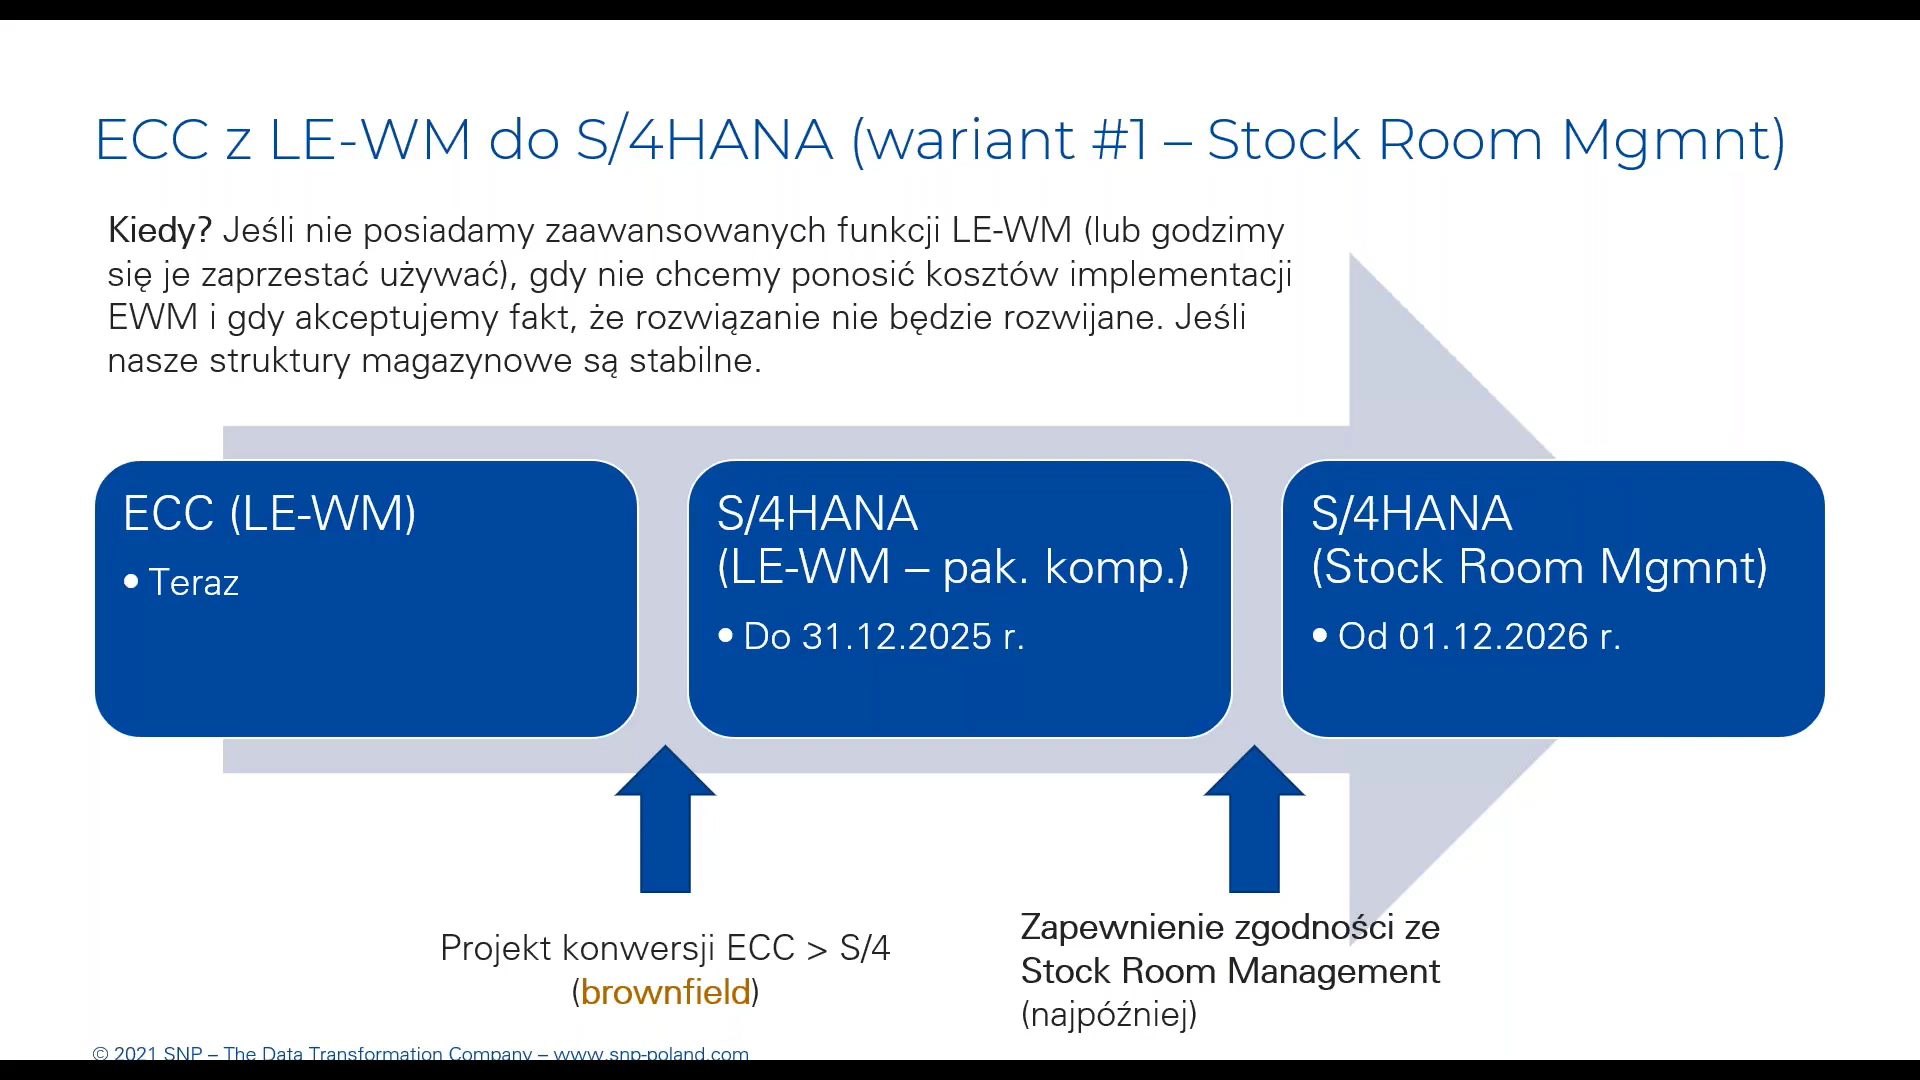 ECC z LE-WM do S/4HANA (wariant #1 – Stock Room Mgmnt)
Kiedy? Jeśli nie posiadamy zaawansowanych funkcji LE-WM (lub godzimy
się je zaprzestać używać), gdy nie chcemy ponosić kosztów implementacji
EWM i gdy akceptujemy fakt, że rozwiązanie nie będzie rozwijane. Jeśli
nasze struktury magazynowe są stabilne.
ECC (LE-WM)
• Teraz
S/4HANA
(LE-WM – pak. komp.)
• Do 31.12.2025 r.
S/4HANA
(Stock Room Mgmnt)
• Od 01.12.2026 r.
Projekt konwersji ECC > S/4
(brownfield)
Zapewnienie zgodności ze
Stock Room Management
(najpóźniej)
© 2021 SNP – The Data Transformation Company – www.snp-poland.com